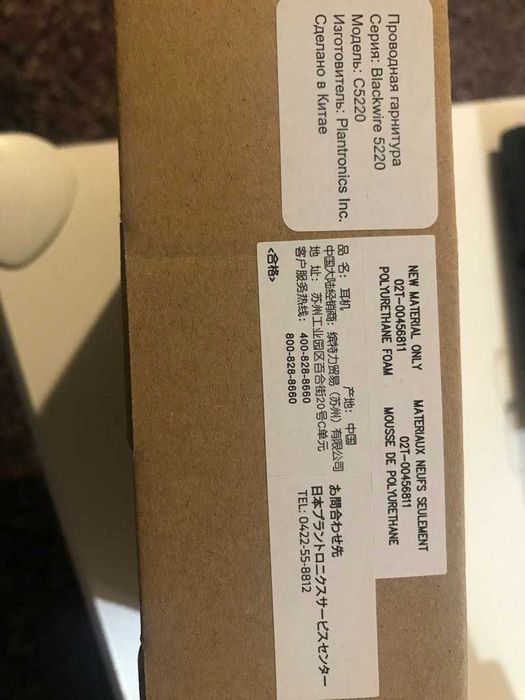 Проводная гарнитура
Серия: Blackwire 5220
Модель: C5220
Изготовитель: Plantronics Inc.
Сделано в Китае
NEW MATERIAL ONLY
02T-00456811
POLYURETHANE FOAM
MATERIAUX NEUFS SEULEMENT
02T-00456811
MOUSSE DE POLYURETHANE
品 名: 耳机 产地: 中国
中国大陆经销商: 缤特力贸易 (苏州) 有限公司
地 址: 苏州工业园区百合街20号C单元
客户服务热线: 400-828-8660
800-828-8660
<合格>
お問合わせ先
日本プラントロニクスサービスセンター
TEL: 0422-55-8812